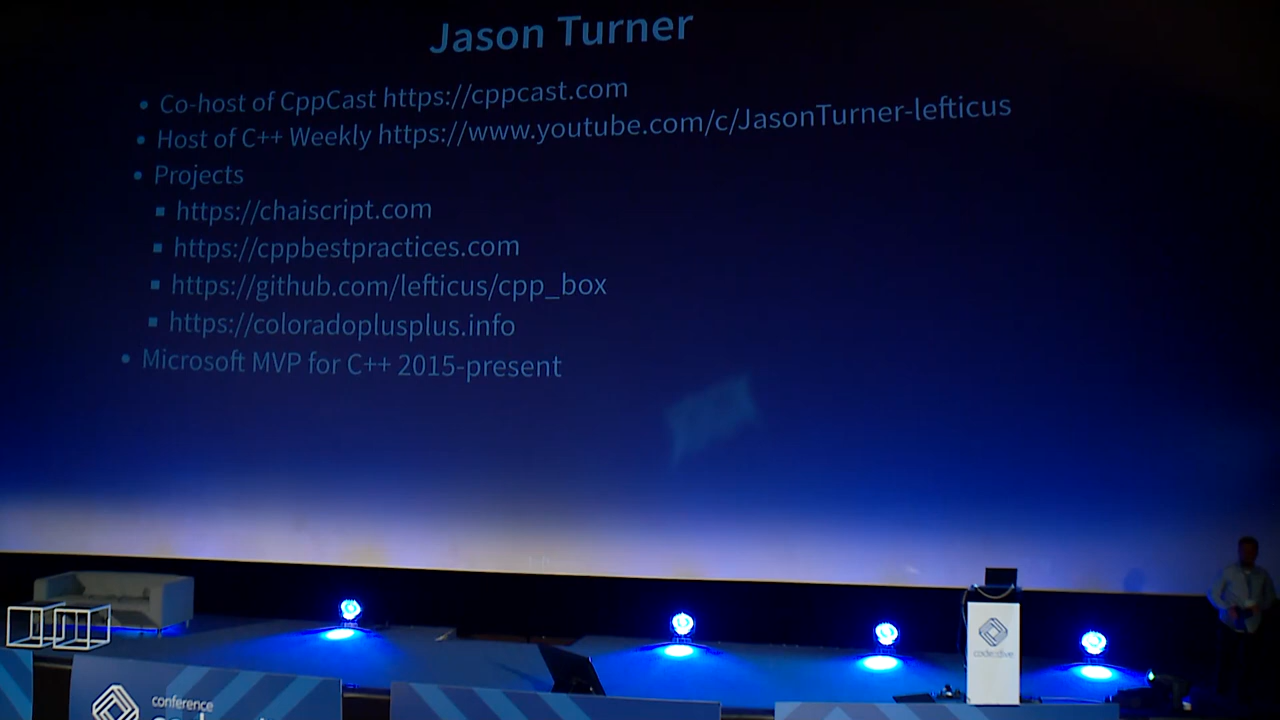 Jason Turner
• Co-host of CppCast https://cppcast.com
• Host of C++ Weekly https://www.youtube.com/c/JasonTurner-lefticus
• Projects
▪ https://chaiscript.com
▪ https://cppbestpractices.com
▪ https://github.com/lefticus/cpp_box
▪ https://coloradoplusplus.info
• Microsoft MVP for C++ 2015-present
code::dive
conference